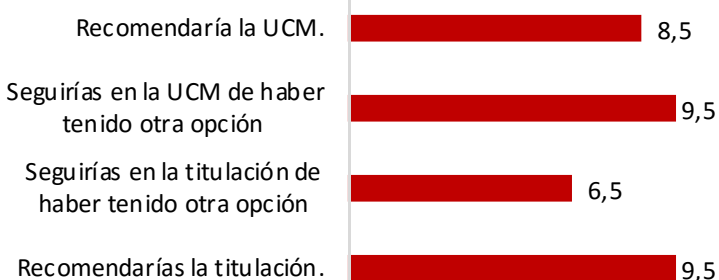 Recomendaría la UCM.
8,5
Seguirías en la UCM de haber
tenido otra opción
9,5
Seguirías en la titulación de
haber tenido otra opción
6,5
Recomendarías la titulación.
9,5